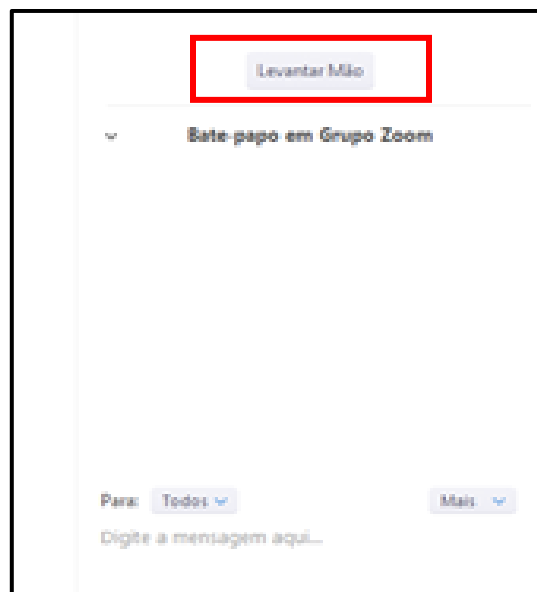 Levantar Mão
Bate-papo em Grupo Zoom
Para: Todos Mais
Digite a mensagem aqui...